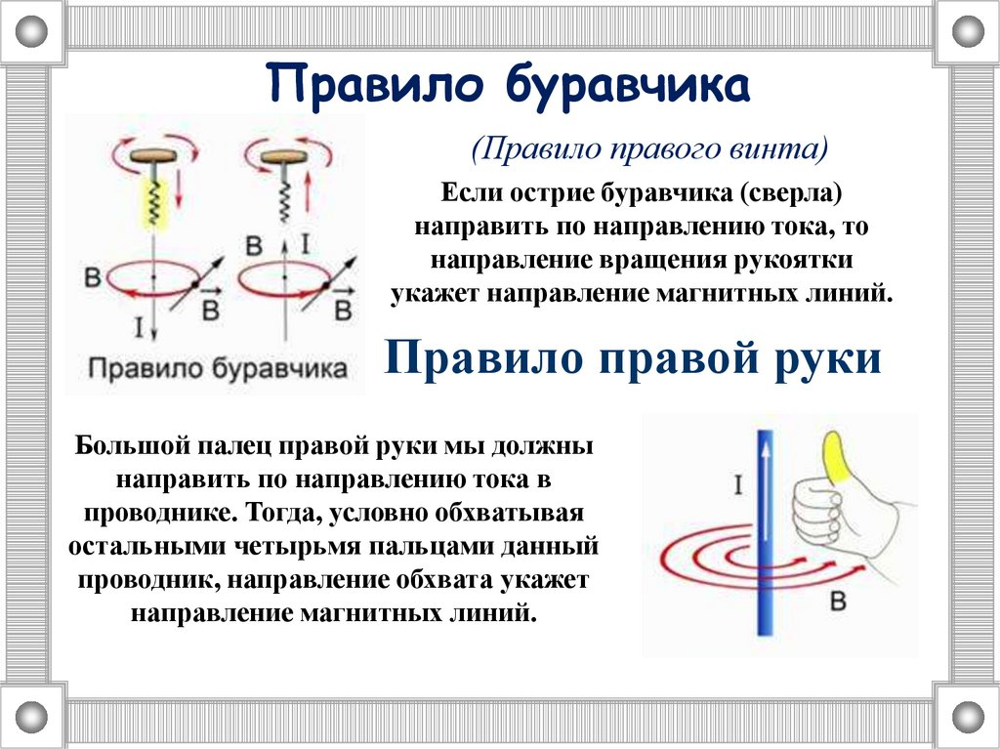 Правило буравчика
(Правило правого винта)
Если острие буравчика (сверла)
направить по направлению тока, то
направление вращения рукоятки
укажет направление магнитных линий.
B
I
B
B
I
B
Правило буравчика
Правило правой руки
Большой палец правой руки мы должны
направить по направлению тока в
проводнике. Тогда, условно обхватывая
остальными четырьмя пальцами данный
проводник, направление обхвата укажет
направление магнитных линий.
I
B